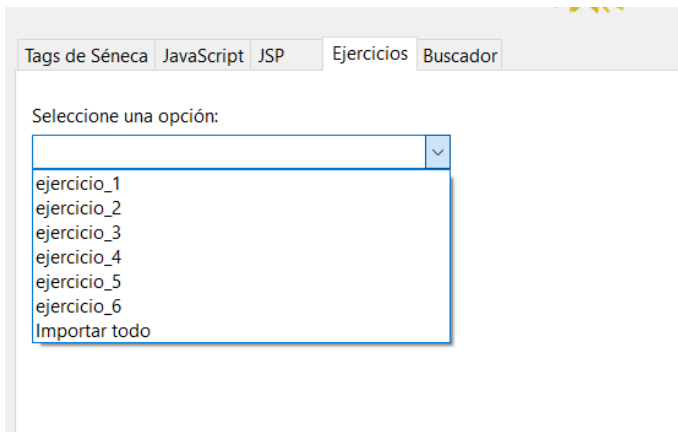 Tags de Séneca JavaScript JSP Ejercicios Buscador
Seleccione una opción:
ejercicio_1
ejercicio_2
ejercicio_3
ejercicio_4
ejercicio_5
ejercicio_6
Importar todo